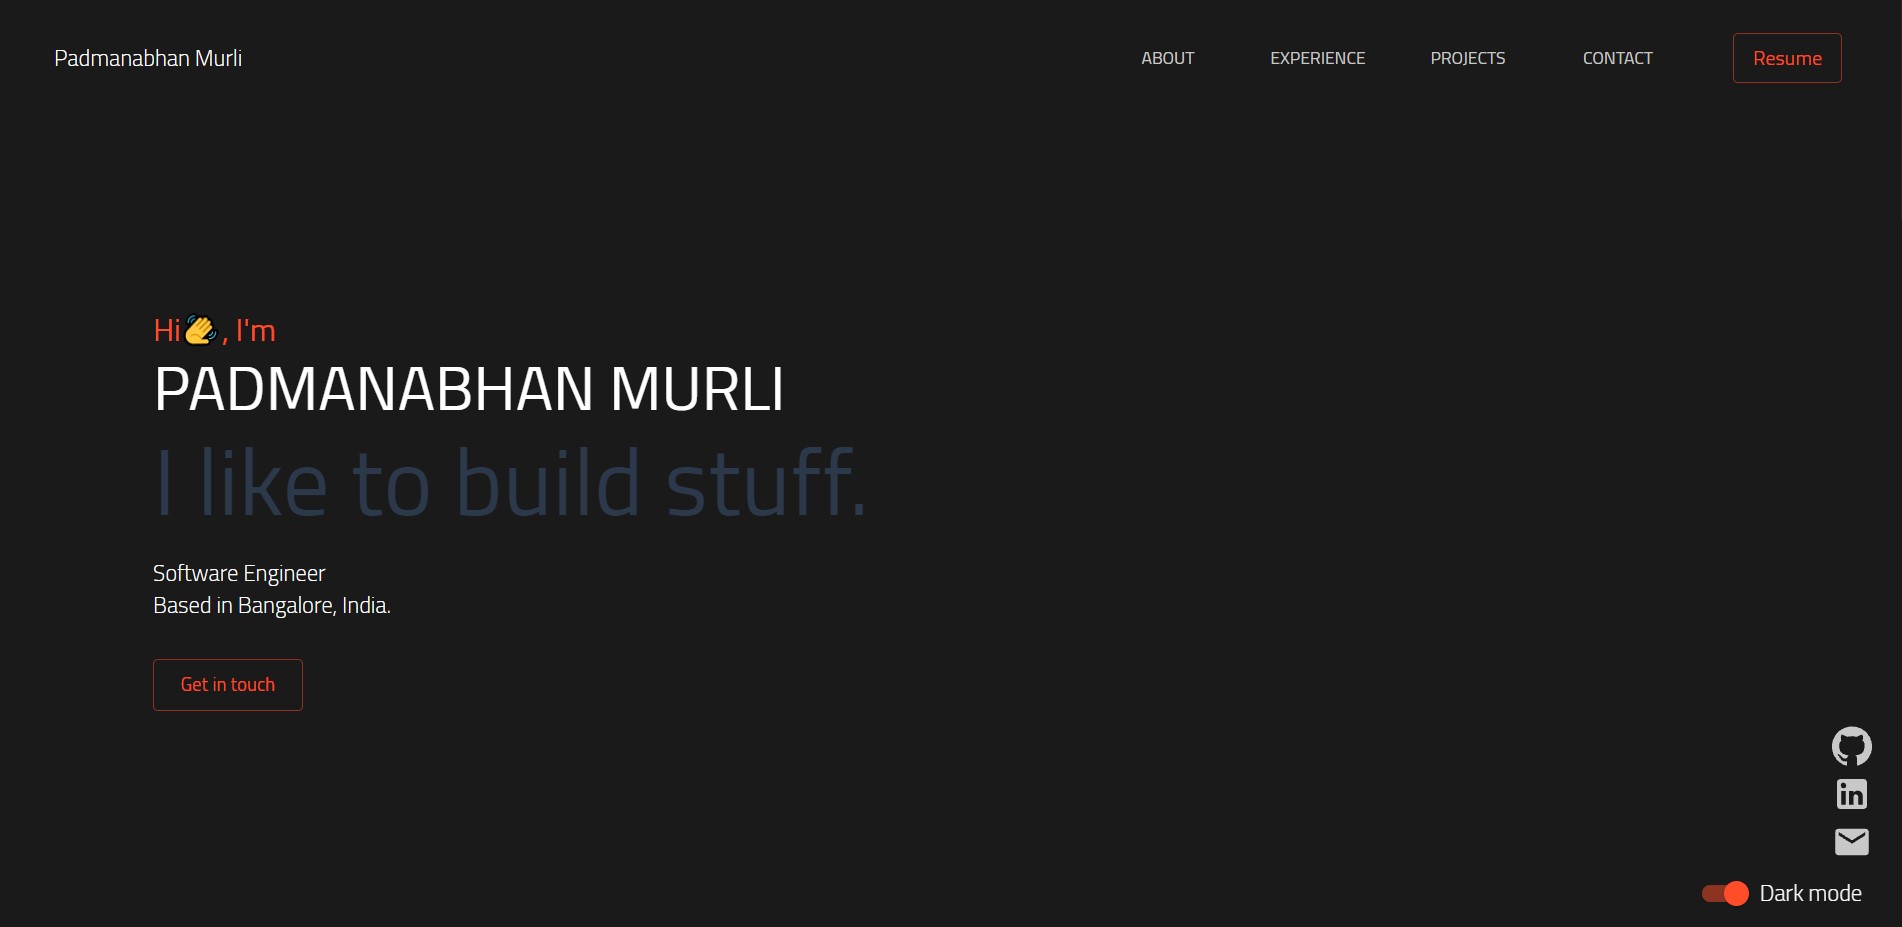 Padmanabhan Murli
ABOUT
EXPERIENCE
PROJECTS
CONTACT
Resume
Hi👋, I'm
PADMANABHAN MURLI
I like to build stuff.
Software Engineer
Based in Bangalore, India.
Get in touch
in
Dark mode